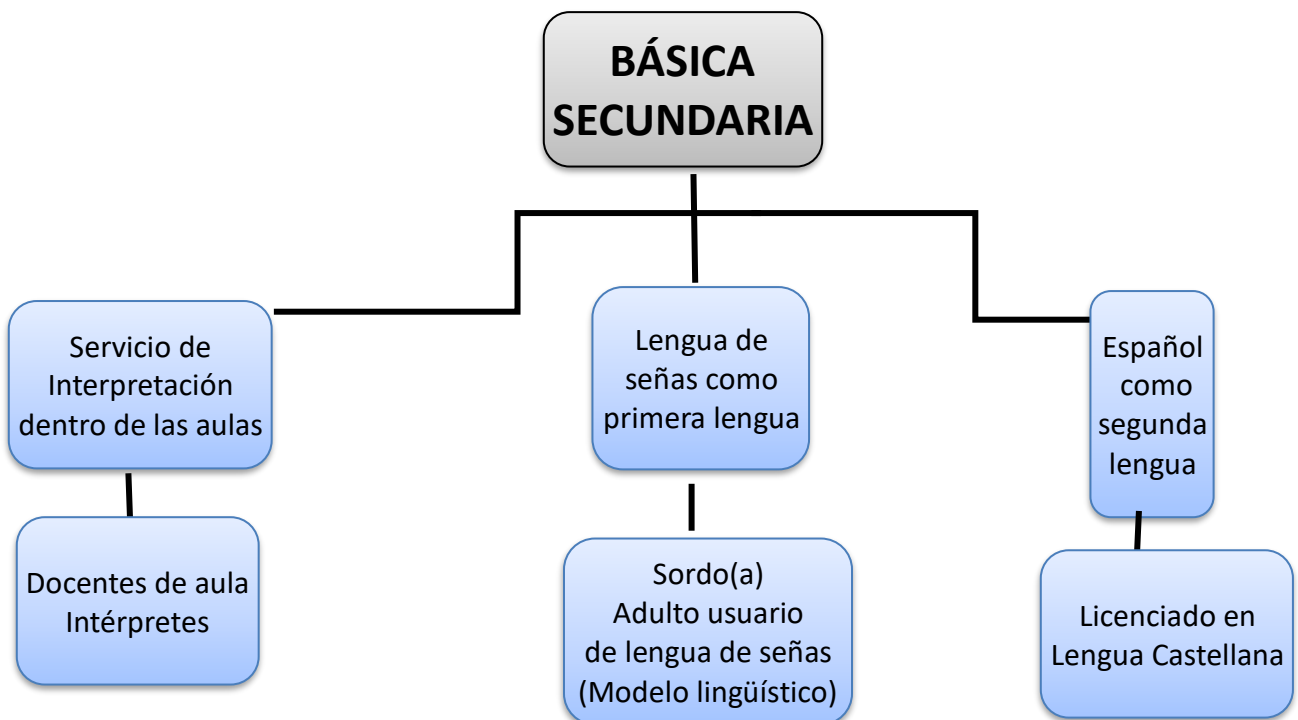 BÁSICA
SECUNDARIA
Servicio de
Interpretación
dentro de las aulas
Lengua de
señas como
primera lengua
Español
como
segunda
lengua
Docentes de aula
Intérpretes
Sordo(a)
Adulto usuario
de lengua de señas
(Modelo lingüístico)
Licenciado en
Lengua Castellana